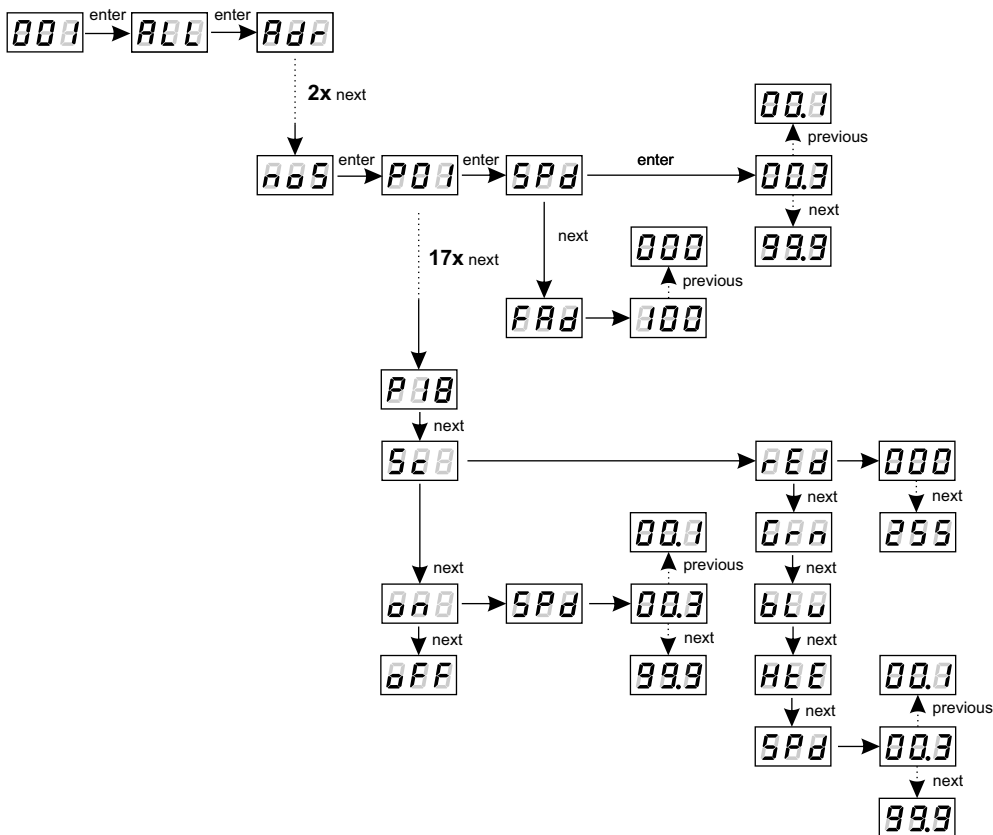 enter enter
001 ALL Adr
2x next
00.1
previous
enter enter enter
noS P01 SPd 00.3
next
next
17x next
000
99.9
previous
FAd 100
P18
next
Sc rEd 000
next next
Grn 255
00.1
next next
previous
on SPd 00.3 bLu
next next next
oFF 99.9 HtE 00.1
next previous
SPd 00.3
next
99.9